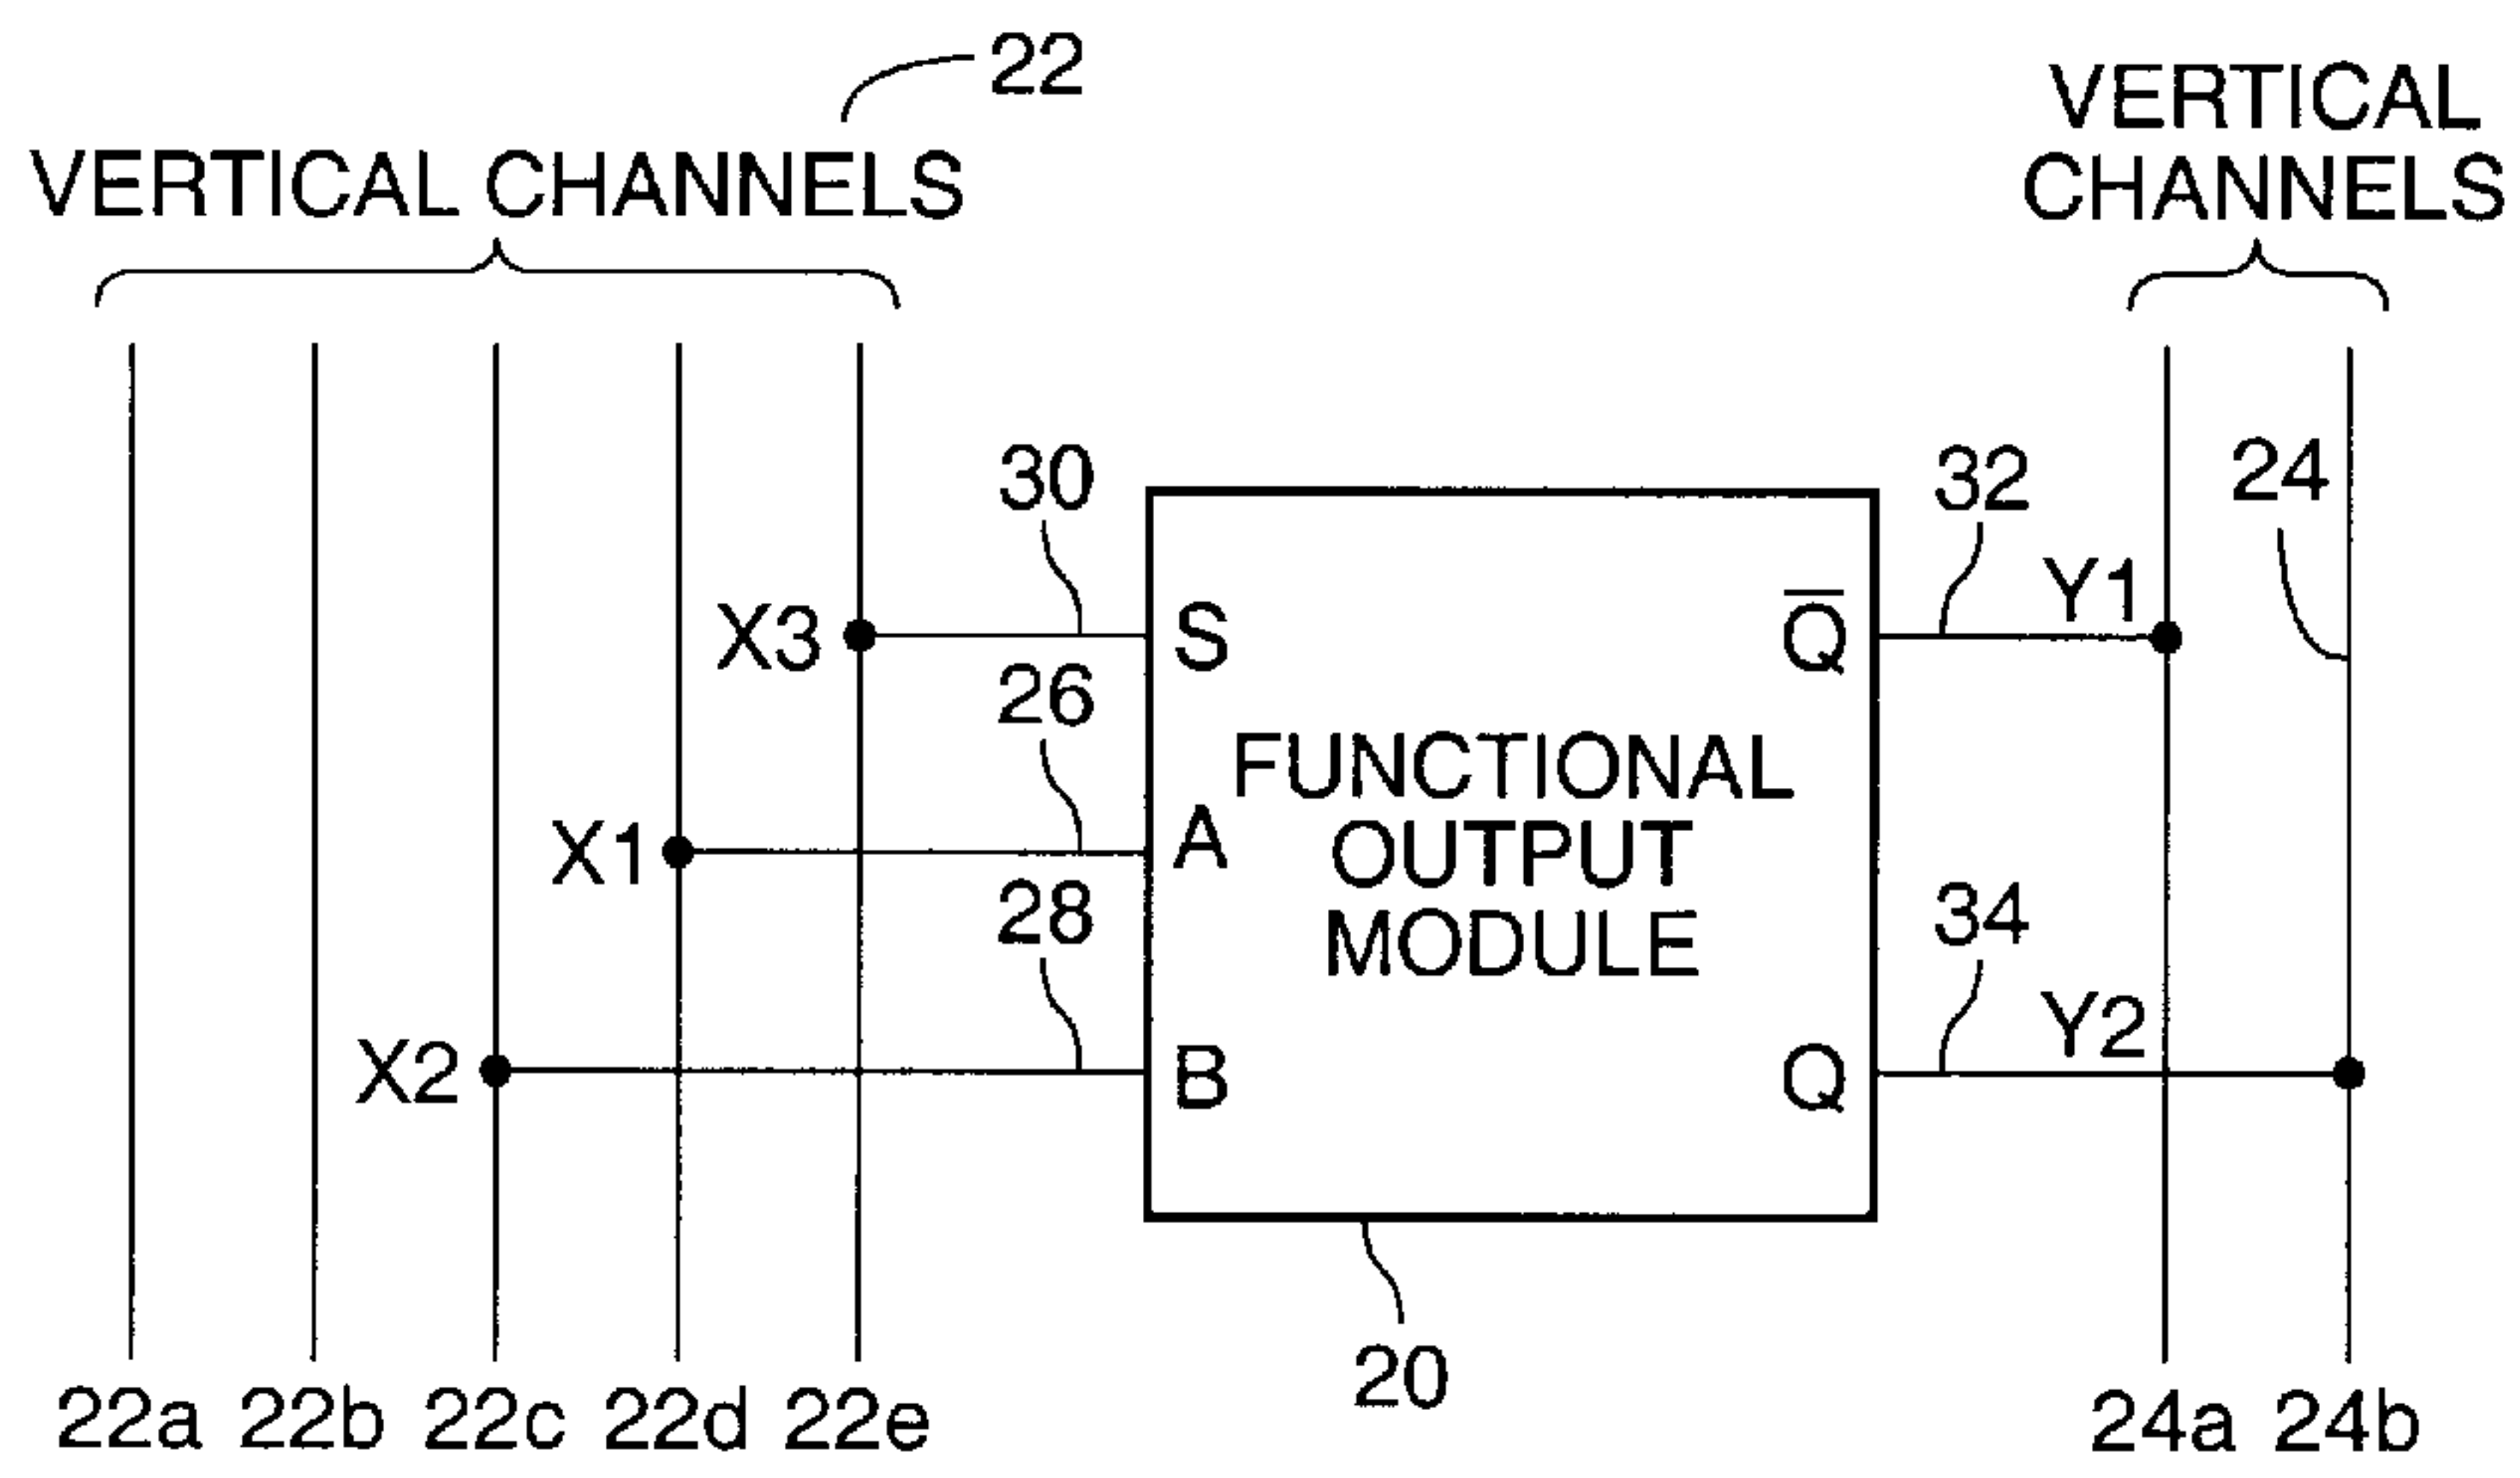 22
VERTICAL CHANNELS
VERTICAL
CHANNELS
30
32
24
X3
S
Q̅
Y1
26
X1
A
FUNCTIONAL
OUTPUT
MODULE
28
34
X2
B
Q
Y2
20
22a 22b 22c 22d 22e
24a 24b